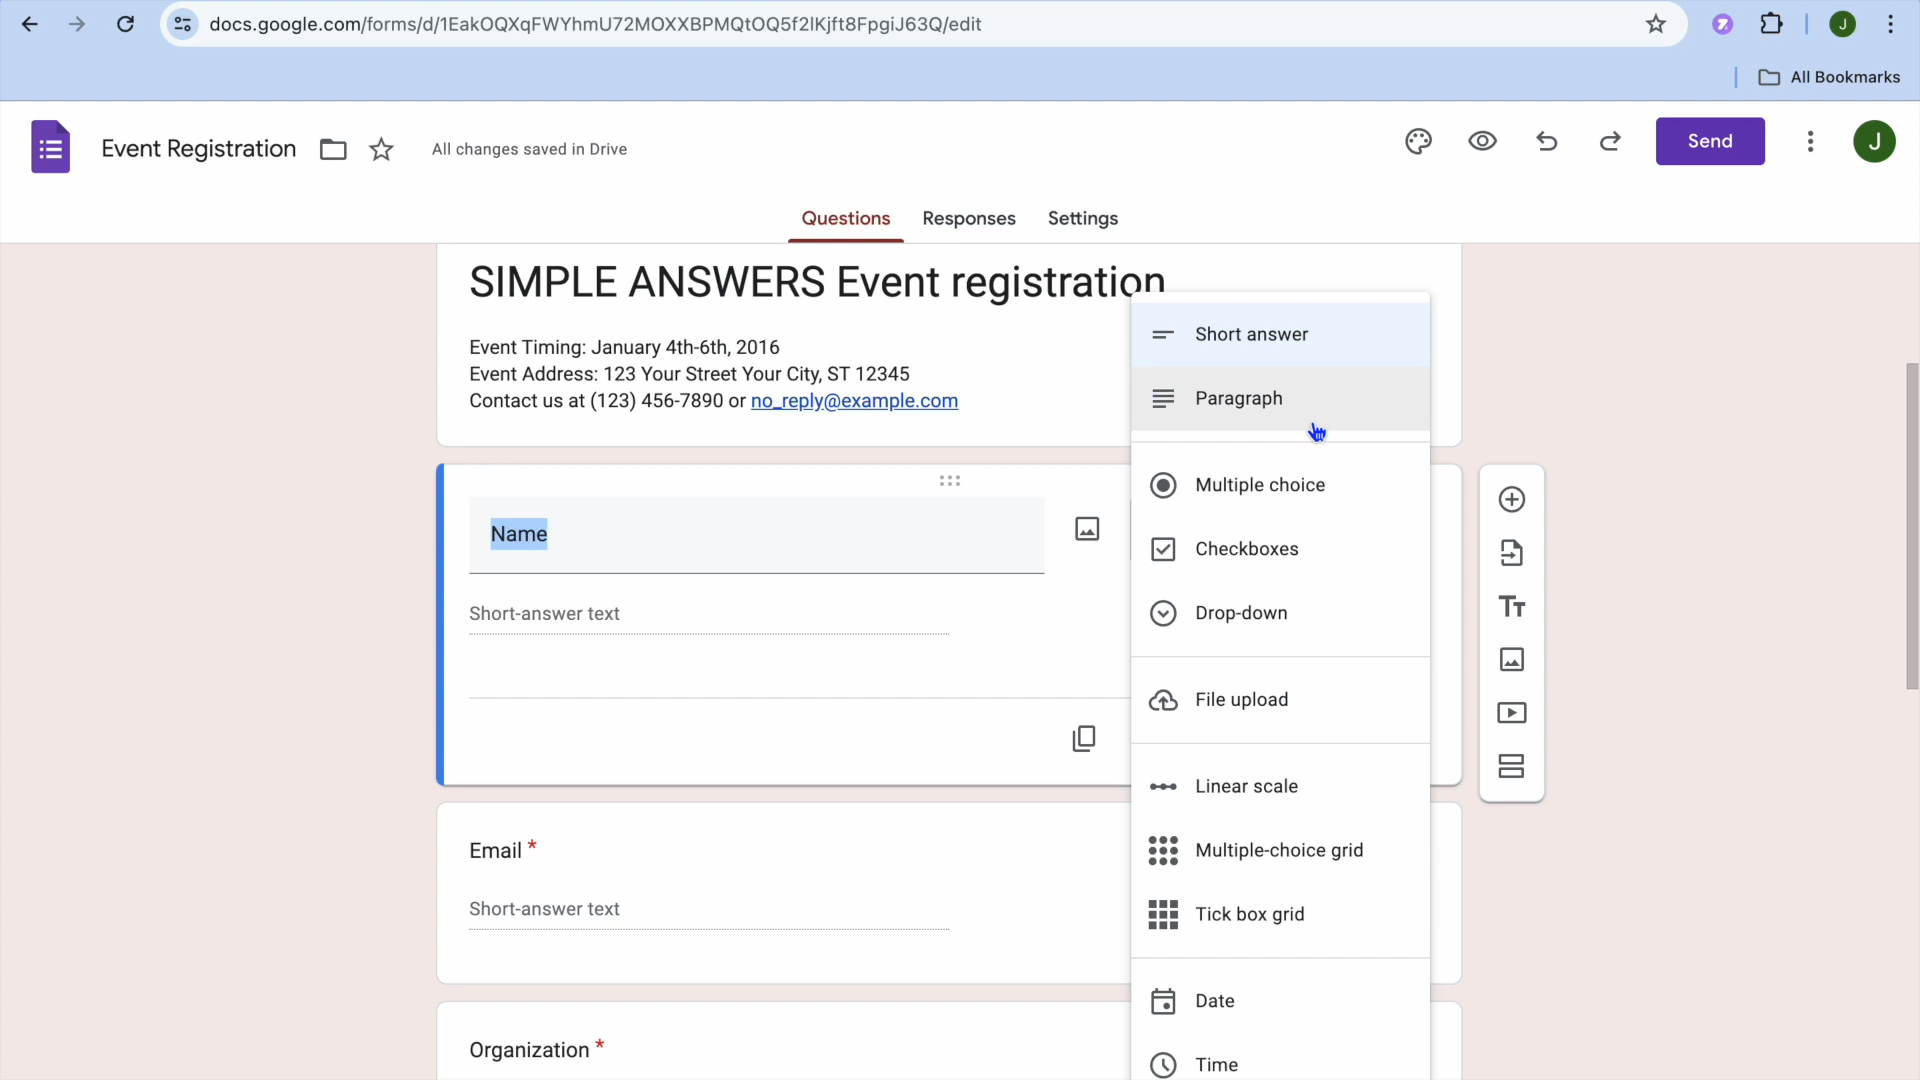 docs.google.com/forms/d/1EakOQXqFWYhmU72MOXXBPMQtOQ5f2lKjft8FpgiJ63Q/edit
J
All Bookmarks
Event Registration
All changes saved in Drive
Send
J
Questions
Responses
Settings
SIMPLE ANSWERS Event registration
Event Timing: January 4th-6th, 2016
Event Address: 123 Your Street Your City, ST 12345
Contact us at (123) 456-7890 or no_reply@example.com
Name
Short-answer text
Email *
Short-answer text
Organization *
Short answer
Paragraph
Multiple choice
Checkboxes
Drop-down
File upload
Linear scale
Multiple-choice grid
Tick box grid
Date
Time
Tт